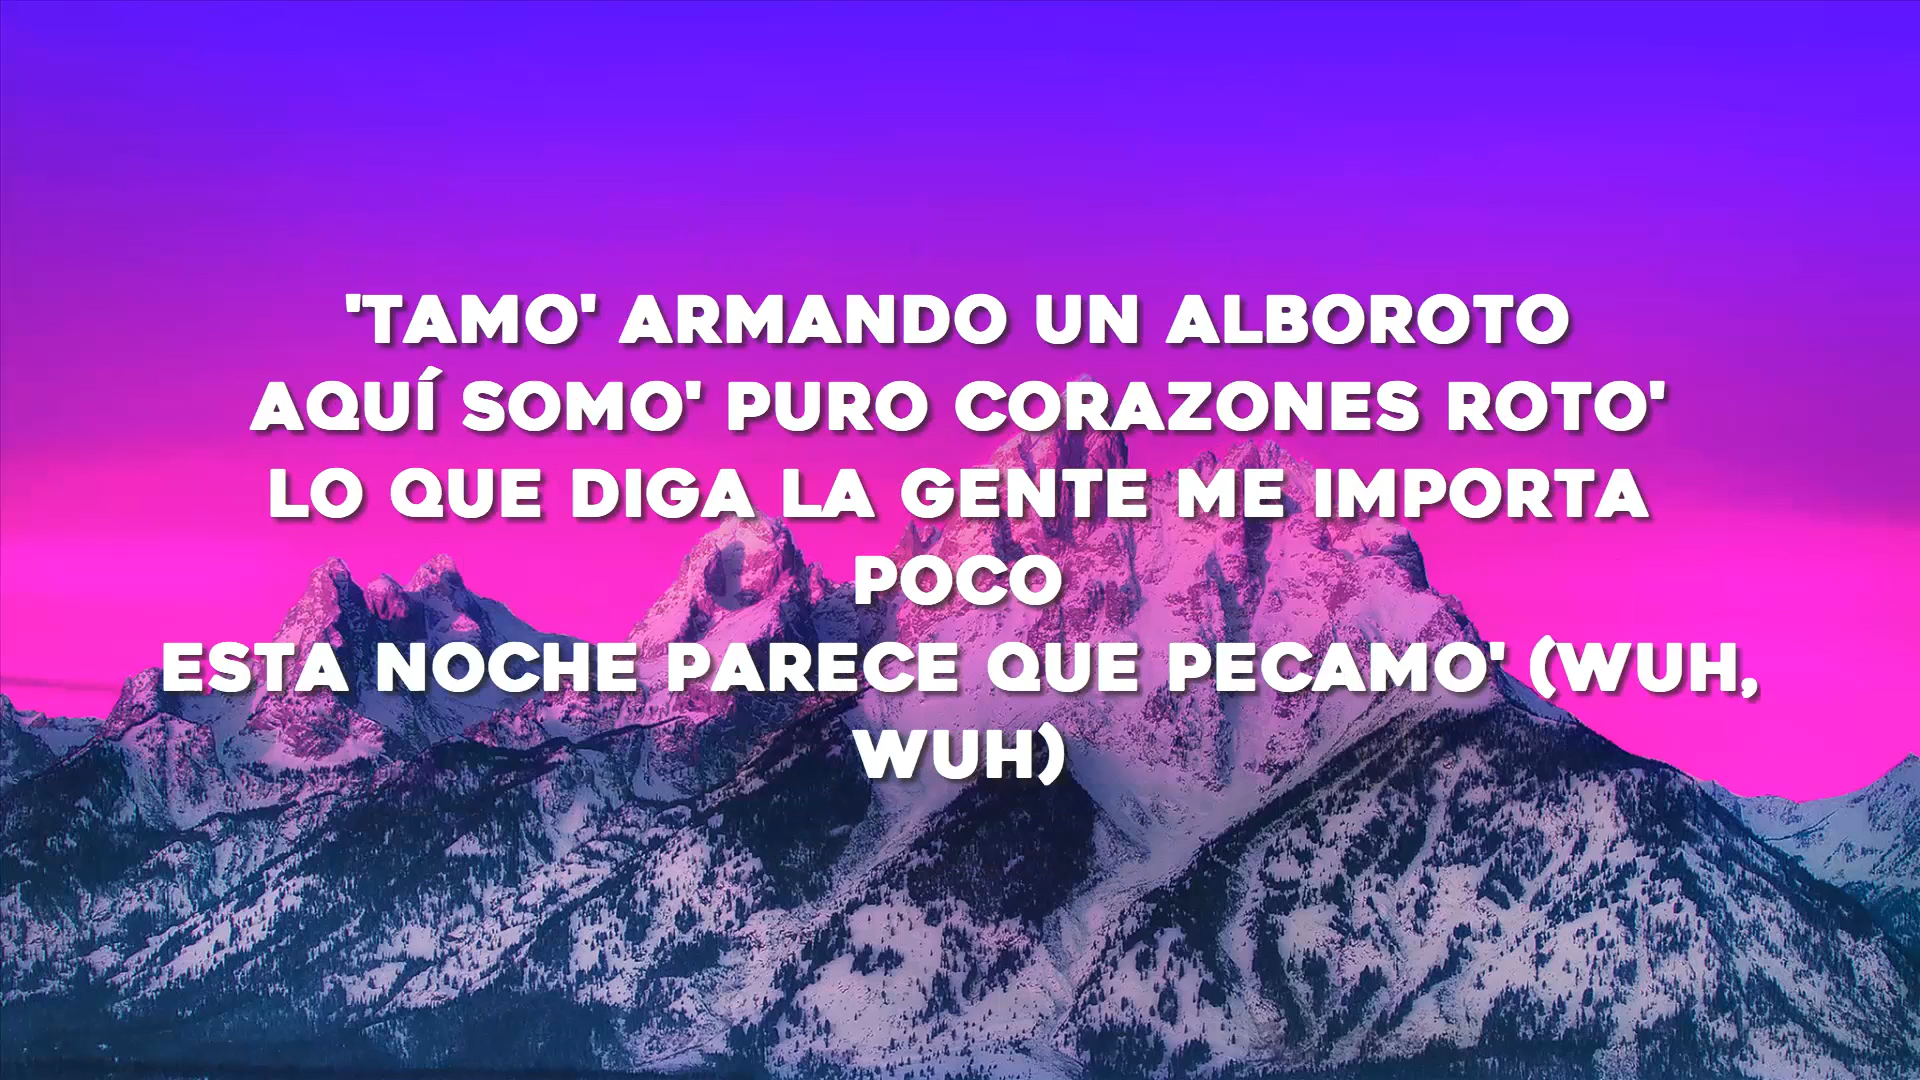 'TAMO' ARMANDO UN ALBOROTO
AQUÍ SOMO' PURO CORAZONES ROTO'
LO QUE DIGA LA GENTE ME IMPORTA
POCO
ESTA NOCHE PARECE QUE PECAMO' (WUH,
WUH)